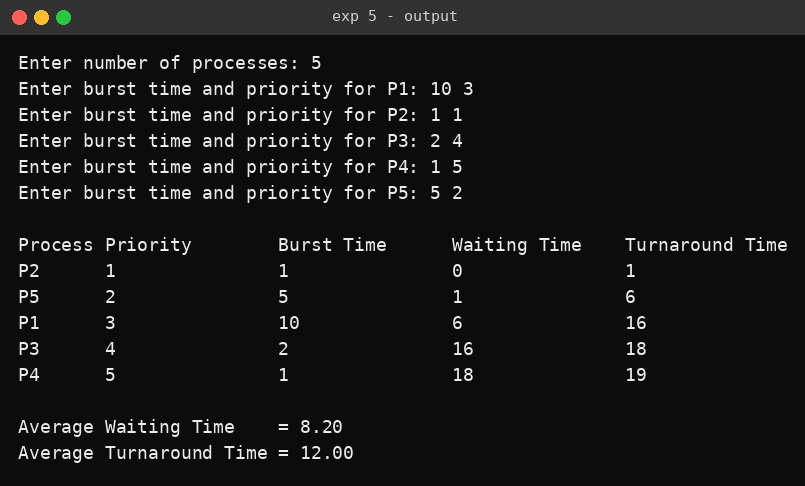 exp 5 - output
Enter number of processes: 5
Enter burst time and priority for P1: 10 3
Enter burst time and priority for P2: 1 1
Enter burst time and priority for P3: 2 4
Enter burst time and priority for P4: 1 5
Enter burst time and priority for P5: 5 2
Process Priority        Burst Time      Waiting Time    Turnaround Time
P2      1               1               0               1
P5      2               5               1               6
P1      3               10              6               16
P3      4               2               16              18
P4      5               1               18              19
Average Waiting Time    = 8.20
Average Turnaround Time = 12.00